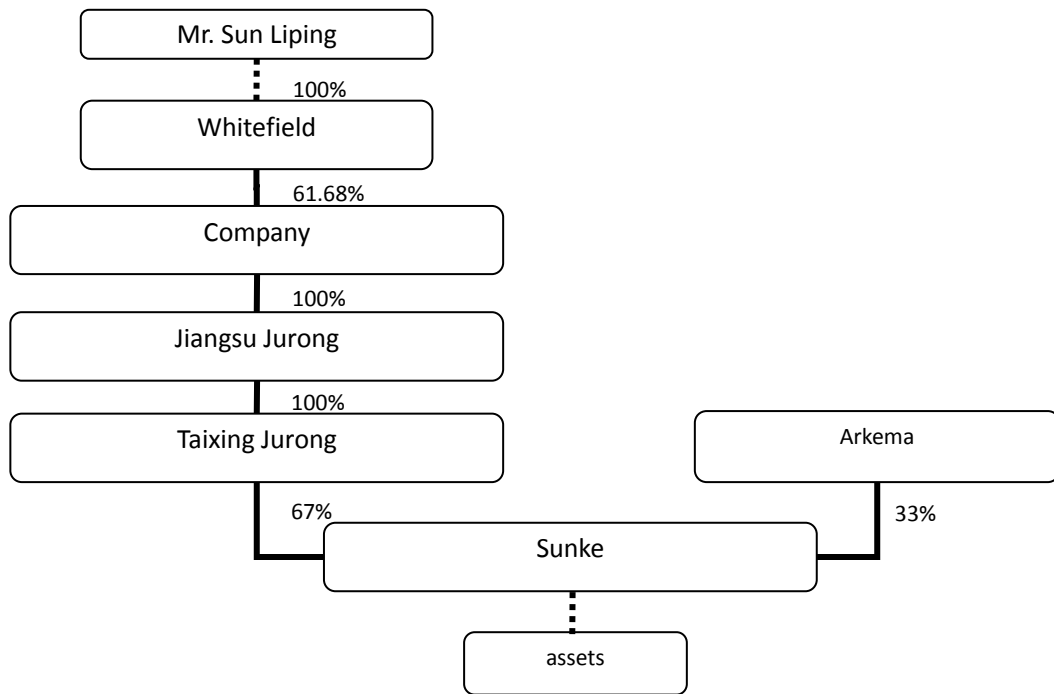 Mr. Sun Liping
100%
Whitefield
61.68%
Company
100%
Jiangsu Jurong
100%
Taixing Jurong
Arkema
67%
33%
Sunke
assets